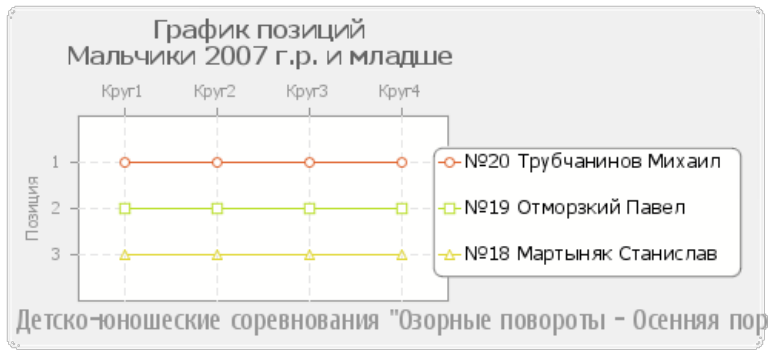 График позиций
Мальчики 2007 г.р. и младше
Круг1 Круг2 Круг3 Круг4
Позиция
1
2
3
№20 Трубчанинов Михаил
№19 Отморзкий Павел
№18 Мартыняк Станислав
Детско-юношеские соревнования "Озорные повороты - Осенняя пор